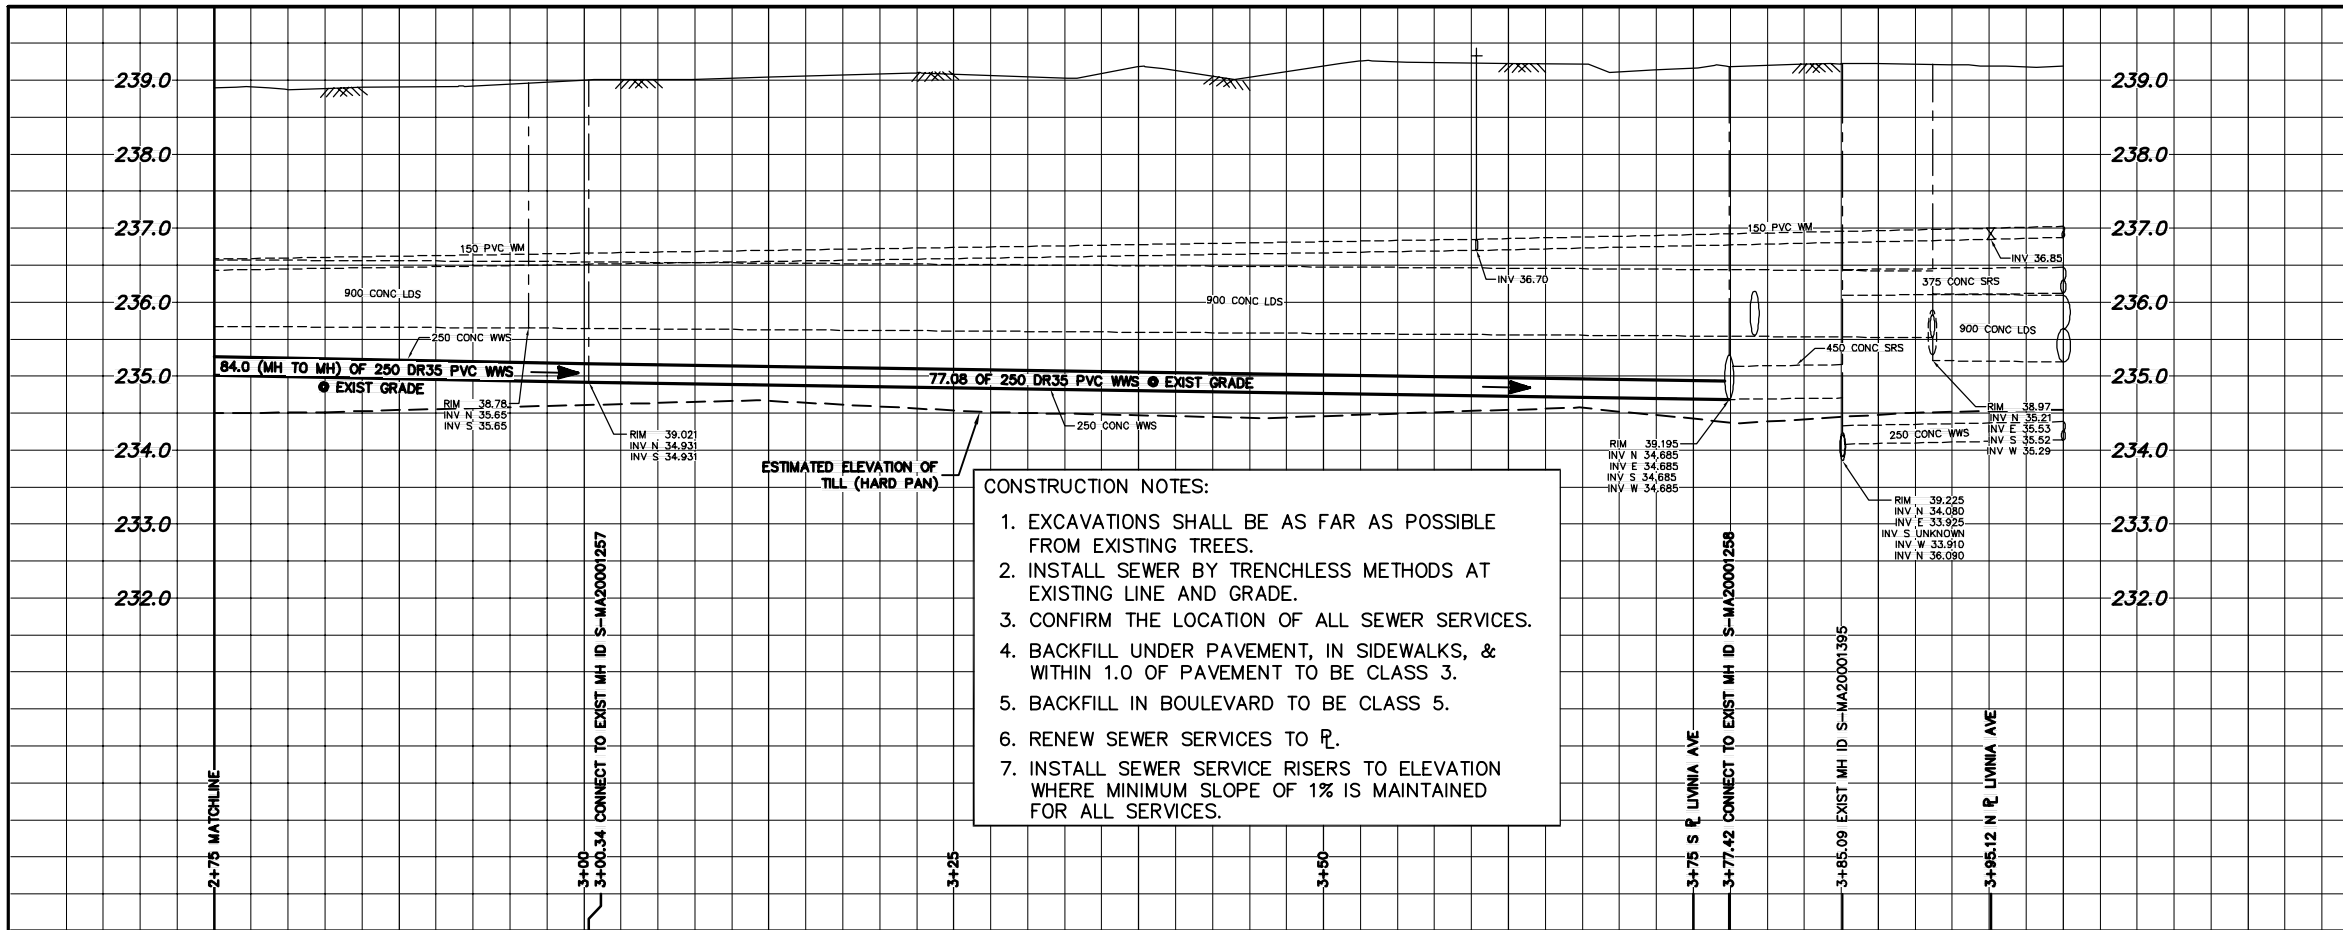 239.0
239.0
238.0
238.0
237.0
237.0
236.0
236.0
235.0
235.0
234.0
234.0
233.0
233.0
232.0
232.0
150 PVC WM
150 PVC WM
INV 36.85
INV 36.70
375 CONC SRS
900 CONC LDS
900 CONC LDS
900 CONC LDS
250 CONC WWS
450 CONC SRS
84.0 (MH TO MH) OF 250 DR35 PVC WWS
@ EXIST GRADE
77.08 OF 250 DR35 PVC WWS @ EXIST GRADE
RIM 38.78
INV N 35.65
INV S 35.65
RIM 39.021
INV N 34.931
INV S 34.931
250 CONC WWS
ESTIMATED ELEVATION OF
TILL (HARD PAN)
RIM 39.195
INV N 34.685
INV E 34.685
INV S 34.685
INV W 34.685
250 CONC WWS
RIM 38.97
INV N 35.21
INV E 35.53
INV S 35.52
INV W 35.29
RIM 39.225
INV N 34.080
INV E 33.925
INV S UNKNOWN
INV W 33.910
INV N 36.090
CONSTRUCTION NOTES:
1. EXCAVATIONS SHALL BE AS FAR AS POSSIBLE
FROM EXISTING TREES.
2. INSTALL SEWER BY TRENCHLESS METHODS AT
EXISTING LINE AND GRADE.
3. CONFIRM THE LOCATION OF ALL SEWER SERVICES.
4. BACKFILL UNDER PAVEMENT, IN SIDEWALKS, &
WITHIN 1.0 OF PAVEMENT TO BE CLASS 3.
5. BACKFILL IN BOULEVARD TO BE CLASS 5.
6. RENEW SEWER SERVICES TO ⅊.
7. INSTALL SEWER SERVICE RISERS TO ELEVATION
WHERE MINIMUM SLOPE OF 1% IS MAINTAINED
FOR ALL SERVICES.
2+75 MATCHLINE
3+00
3+00.34 CONNECT TO EXIST MH ID S-MA20001257
3+25
3+50
3+75 S ⅊ LIVINIA AVE
3+77.42 CONNECT TO EXIST MH ID S-MA20001258
3+85.09 EXIST MH ID S-MA20001395
3+95.12 N ⅊ LIVINIA AVE